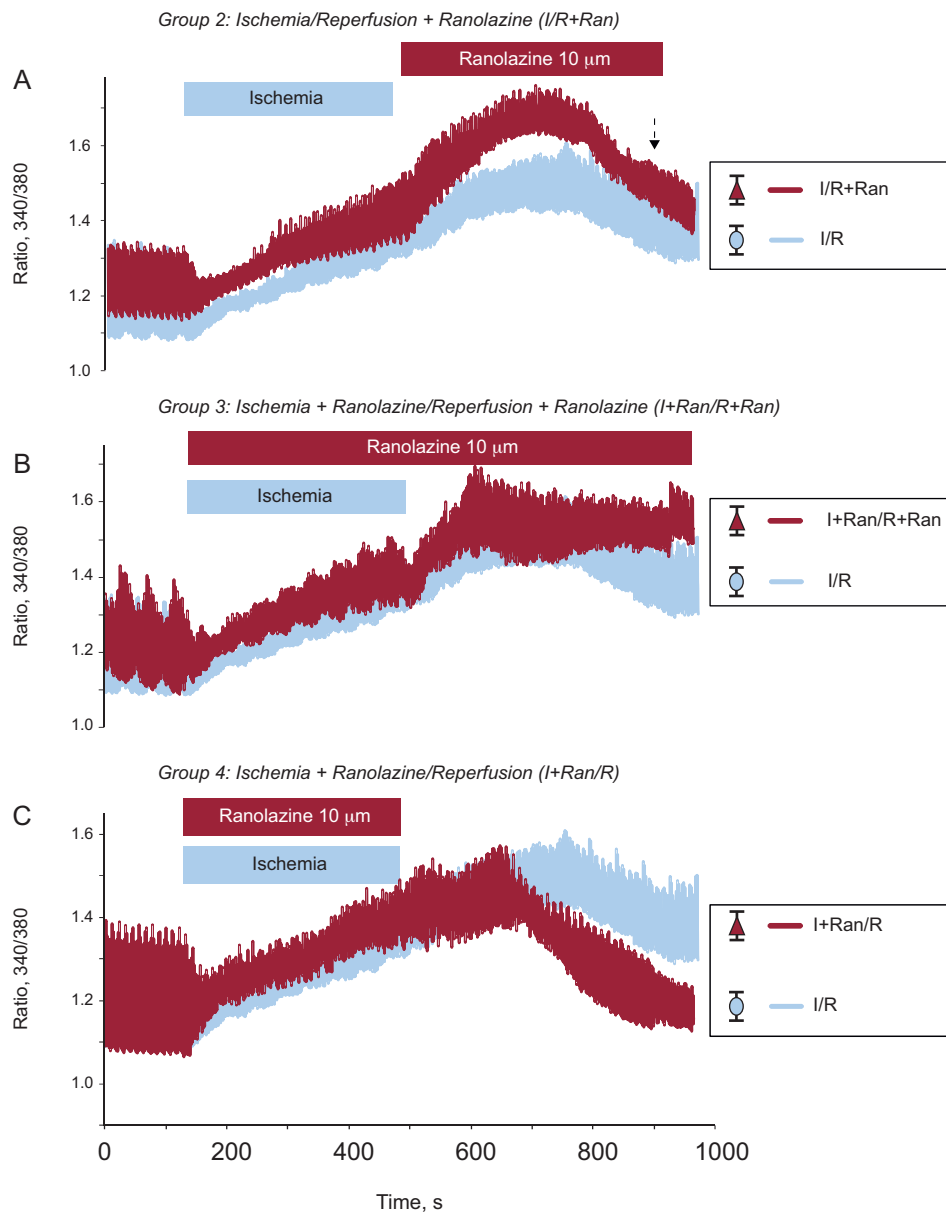 Group 2: Ischemia/Reperfusion + Ranolazine (I/R+Ran)
A
Ranolazine 10 μm
Ischemia
1.6
1.4
1.2
1.0
Ratio, 340/380
I/R+Ran
I/R
Group 3: Ischemia + Ranolazine/Reperfusion + Ranolazine (I+Ran/R+Ran)
B
Ranolazine 10 μm
Ischemia
1.6
1.4
1.2
1.0
Ratio, 340/380
I+Ran/R+Ran
I/R
Group 4: Ischemia + Ranolazine/Reperfusion (I+Ran/R)
C
Ranolazine 10 μm
Ischemia
1.6
1.4
1.2
1.0
Ratio, 340/380
I+Ran/R
I/R
0 200 400 600 800 1000
Time, s